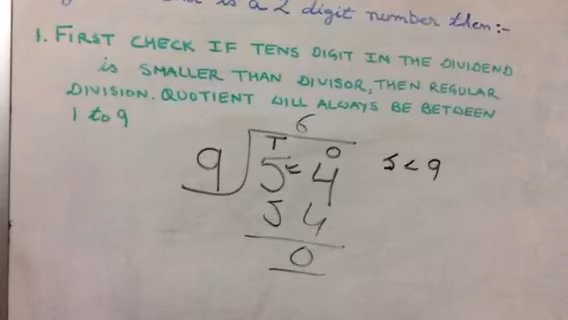 is a 2 digit number then:-
1. FIRST CHECK IF TENS DIGIT IN THE DIVIDEND
is SMALLER THAN DIVISOR, THEN REGULAR
DIVISION. QUOTIENT WILL ALWAYS BE BETWEEN
1 to 9
6
T O
9 5 4 5 < 9
5 4
0